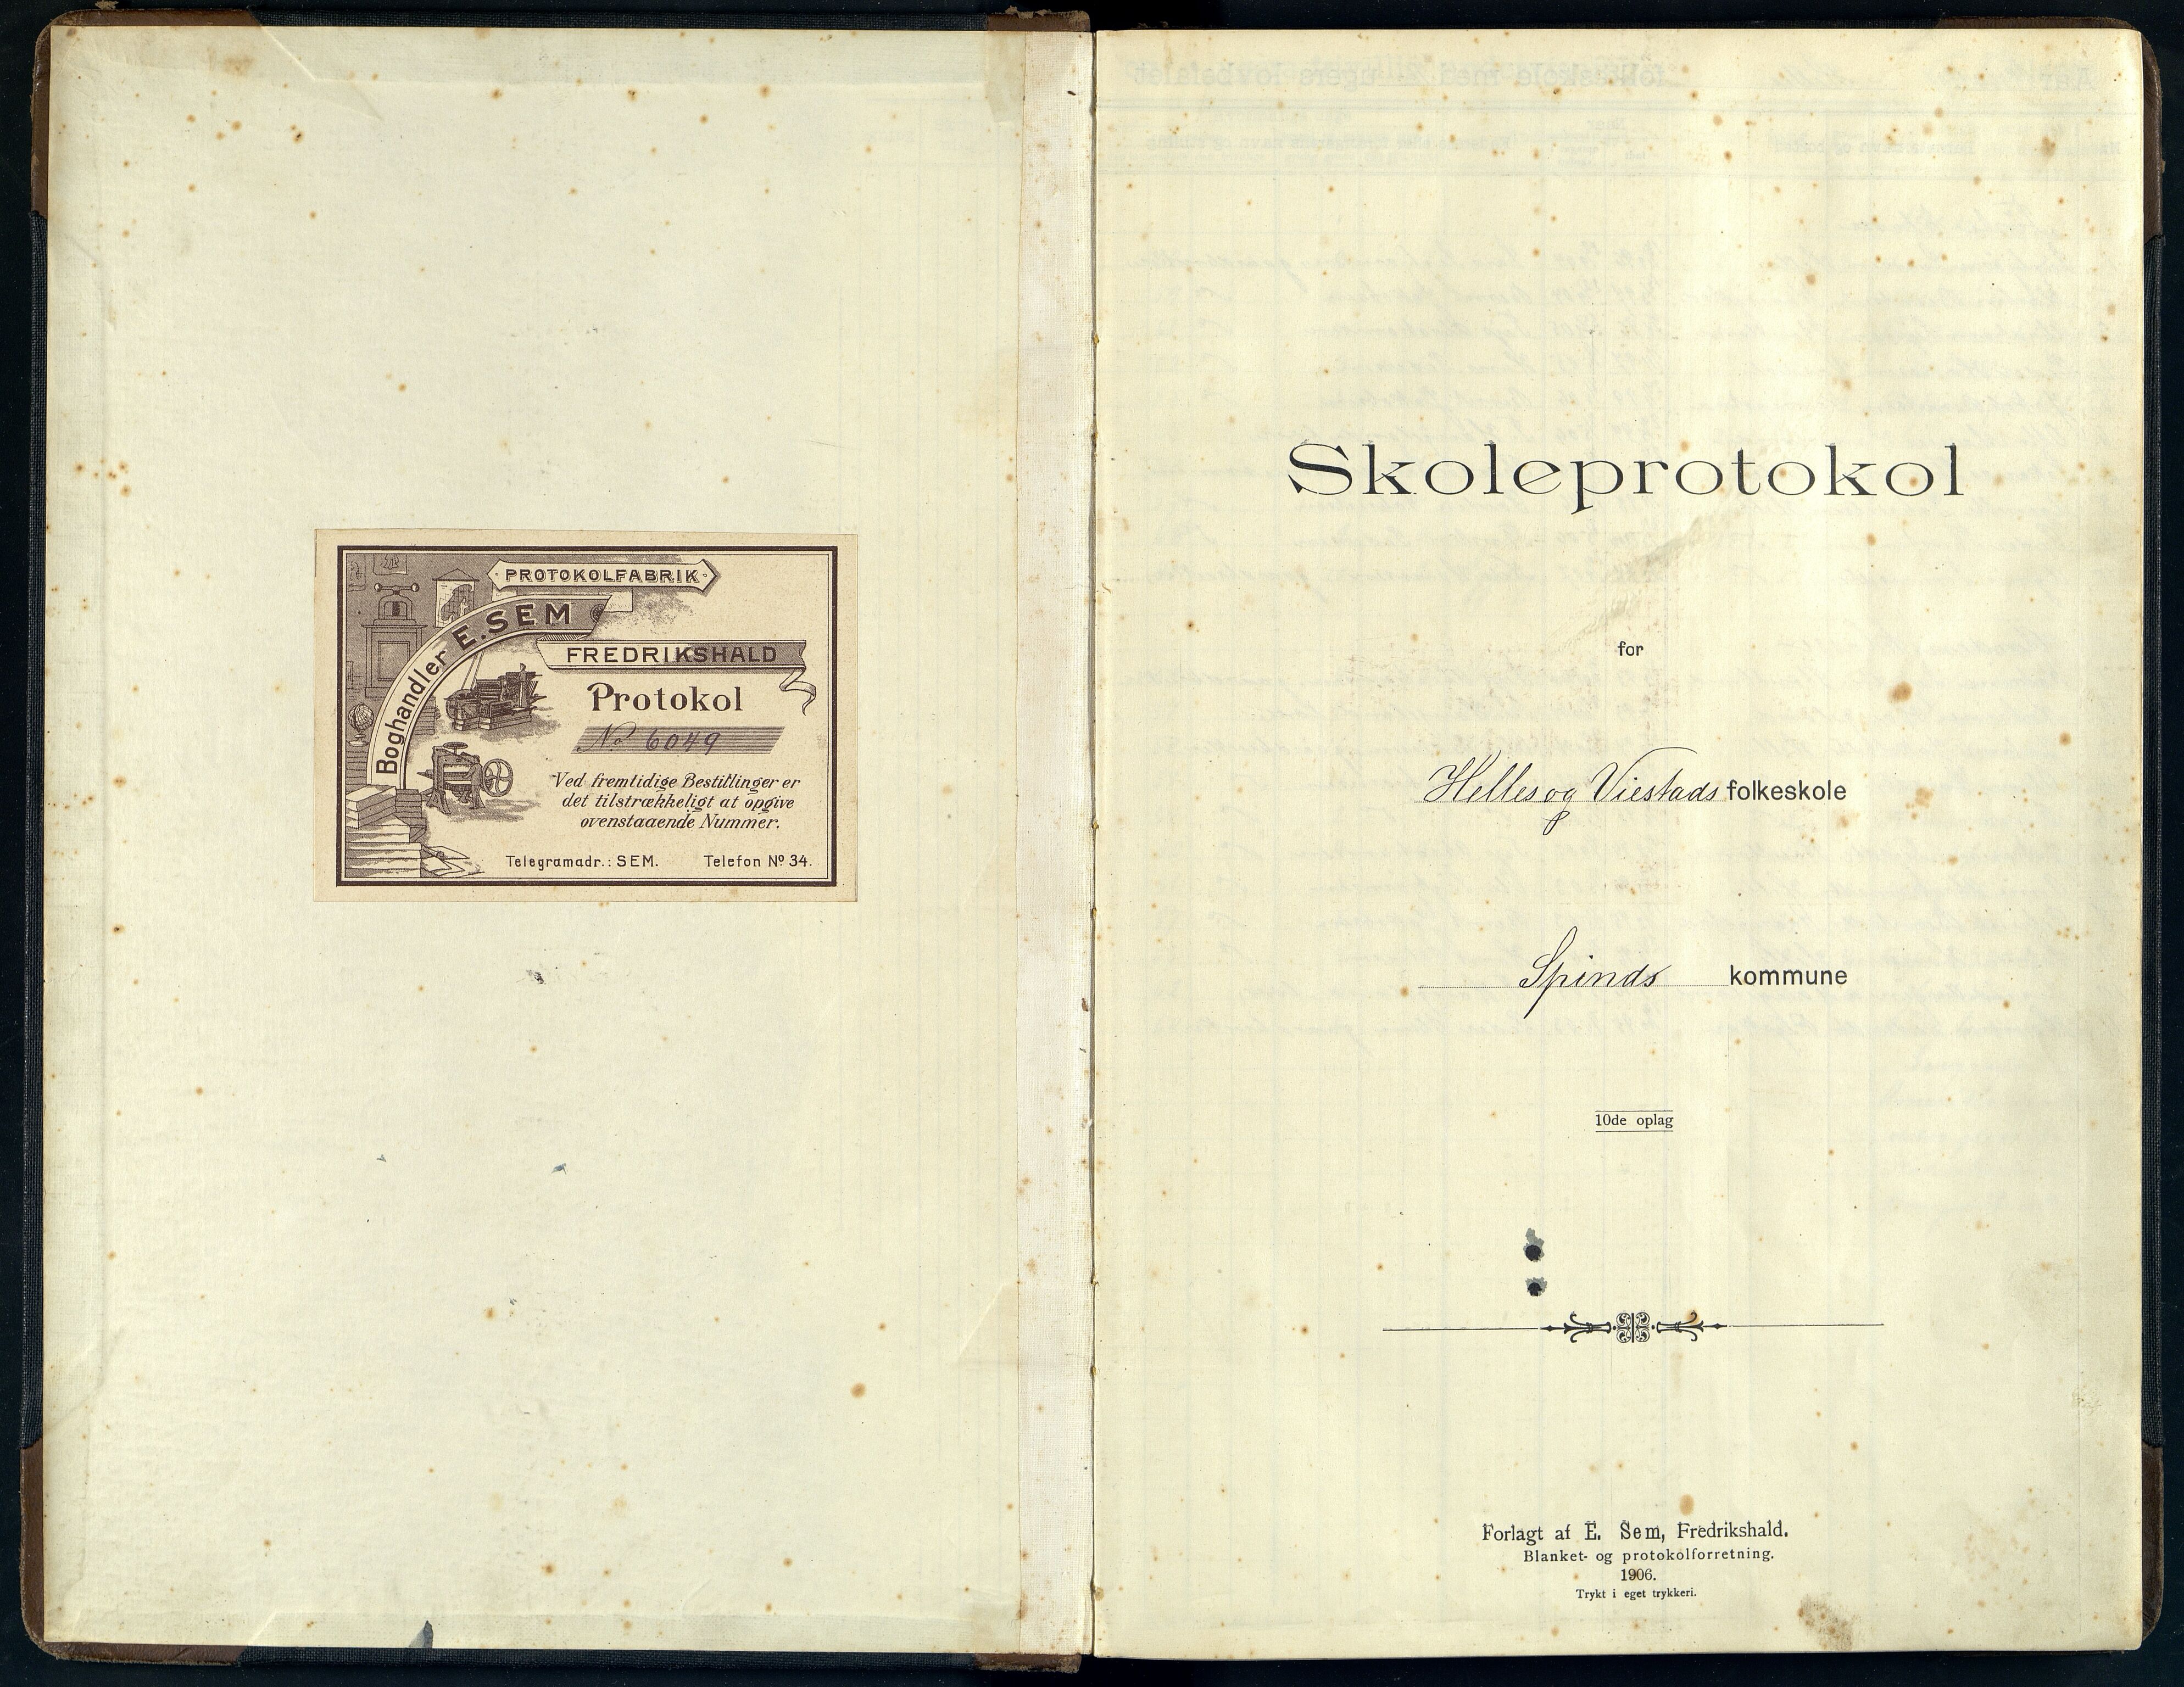 PROTOKOLFABRIK
Boghandler E. SEM
FREDRIKSHALD
Protokol
No 6049
Ved fremtidige Bestillinger er
det tilstrækkeligt at opgive
ovenstaaende Nummer.
Telegramadr.: SEM. Telefon No 34.
Skoleprotokol
for
Helles og Viestads folkeskole
Spinds kommune
10de oplag
Forlagt af E. Sem, Fredrikshald.
Blanket- og protokolforretning.
1906.
Trykt i eget trykkeri.